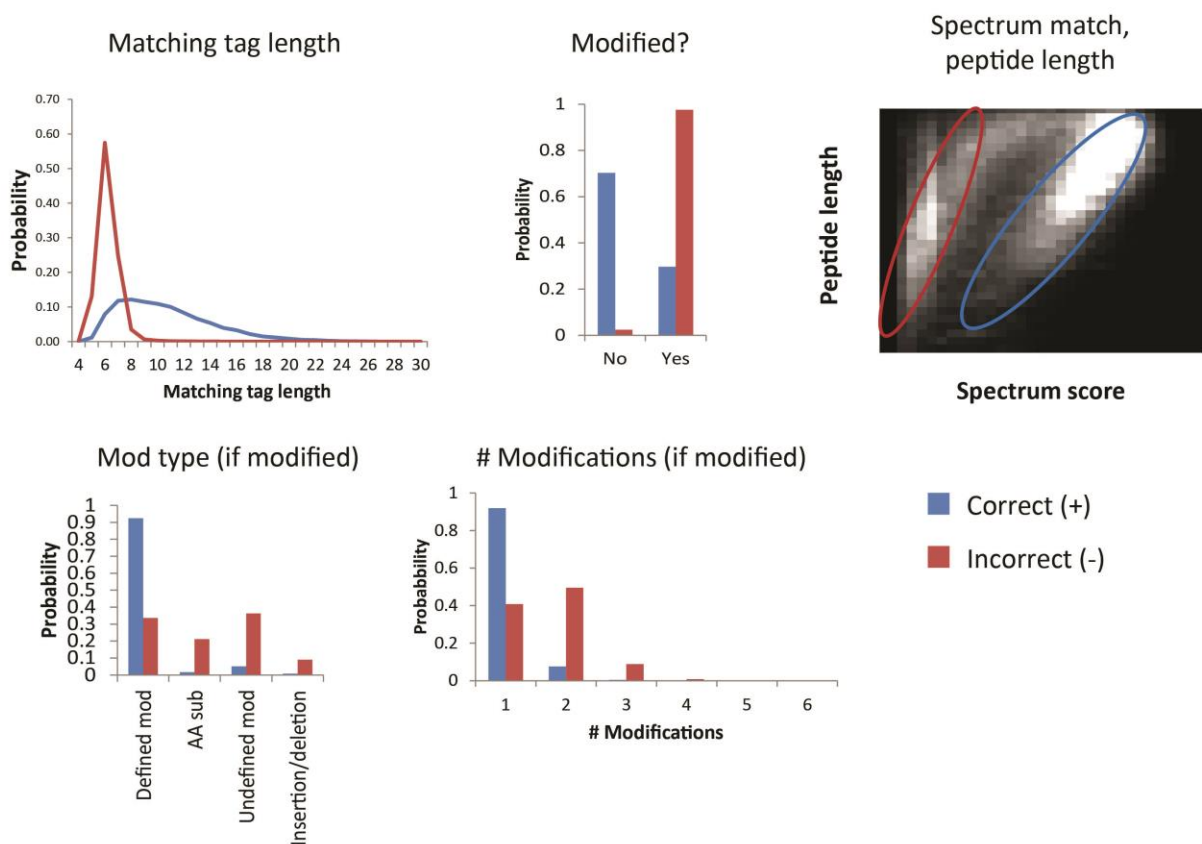 Matching tag length
Probability
0.70
0.60
0.50
0.40
0.30
0.20
0.10
0.00
4 6 8 10 12 14 16 18 20 22 24 26 28 30
Matching tag length
Modified?
Probability
1
0.8
0.6
0.4
0.2
0
No Yes
Spectrum match,
peptide length
Peptide length
Spectrum score
Mod type (if modified)
Probability
1
0.9
0.8
0.7
0.6
0.5
0.4
0.3
0.2
0.1
0
Defined mod
AA sub
Undefined mod
Insertion/deletion
# Modifications (if modified)
Probabbility
1
0.8
0.6
0.4
0.2
0
1 2 3 4 5 6
# Modifications
Correct (+)
Incorrect (-)